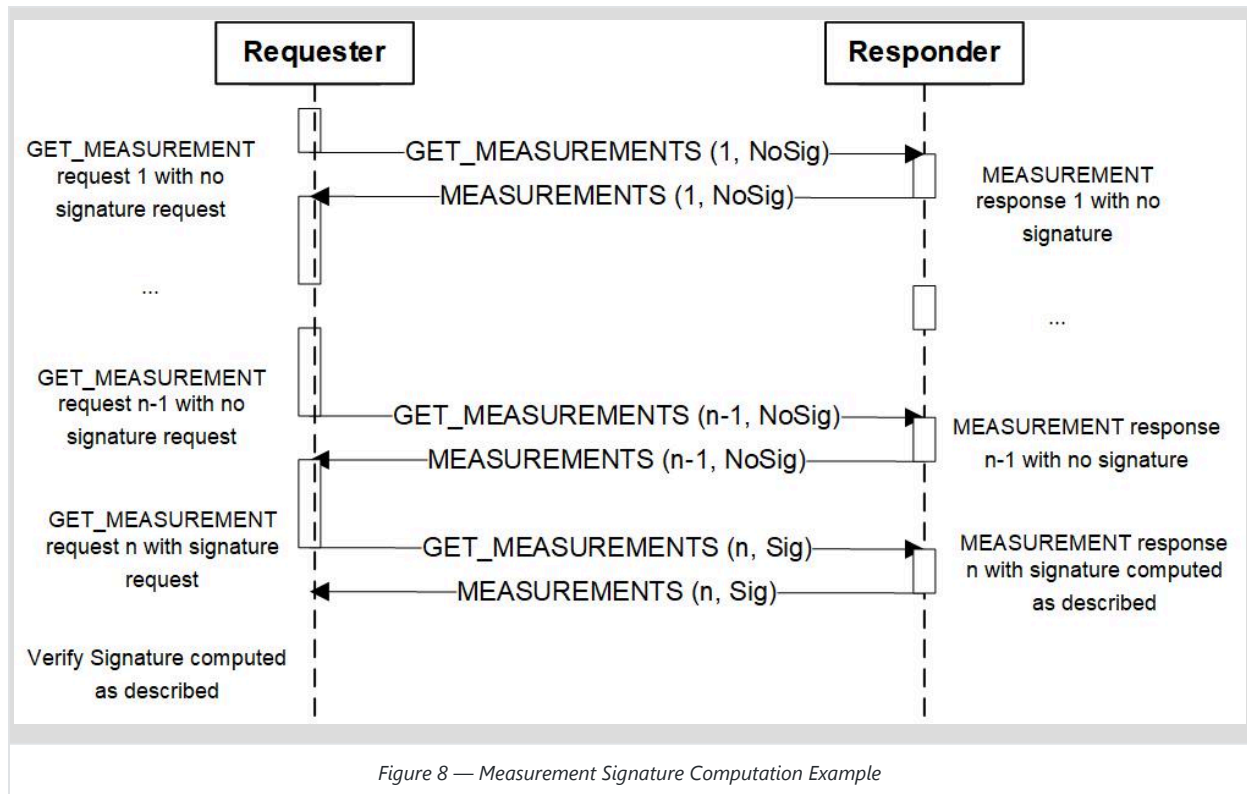 Requester
Responder
GET_MEASUREMENT
request 1 with no
signature request
GET_MEASUREMENTS (1, NoSig)
MEASUREMENTS (1, NoSig)
MEASUREMENT
response 1 with no
signature
...
...
GET_MEASUREMENT
request n-1 with no
signature request
GET_MEASUREMENTS (n-1, NoSig)
MEASUREMENTS (n-1, NoSig)
MEASUREMENT response
n-1 with no signature
GET_MEASUREMENT
request n with signature
request
GET_MEASUREMENTS (n, Sig)
MEASUREMENTS (n, Sig)
MEASUREMENT response
n with signature computed
as described
Verify Signature computed
as described
Figure 8 — Measurement Signature Computation Example